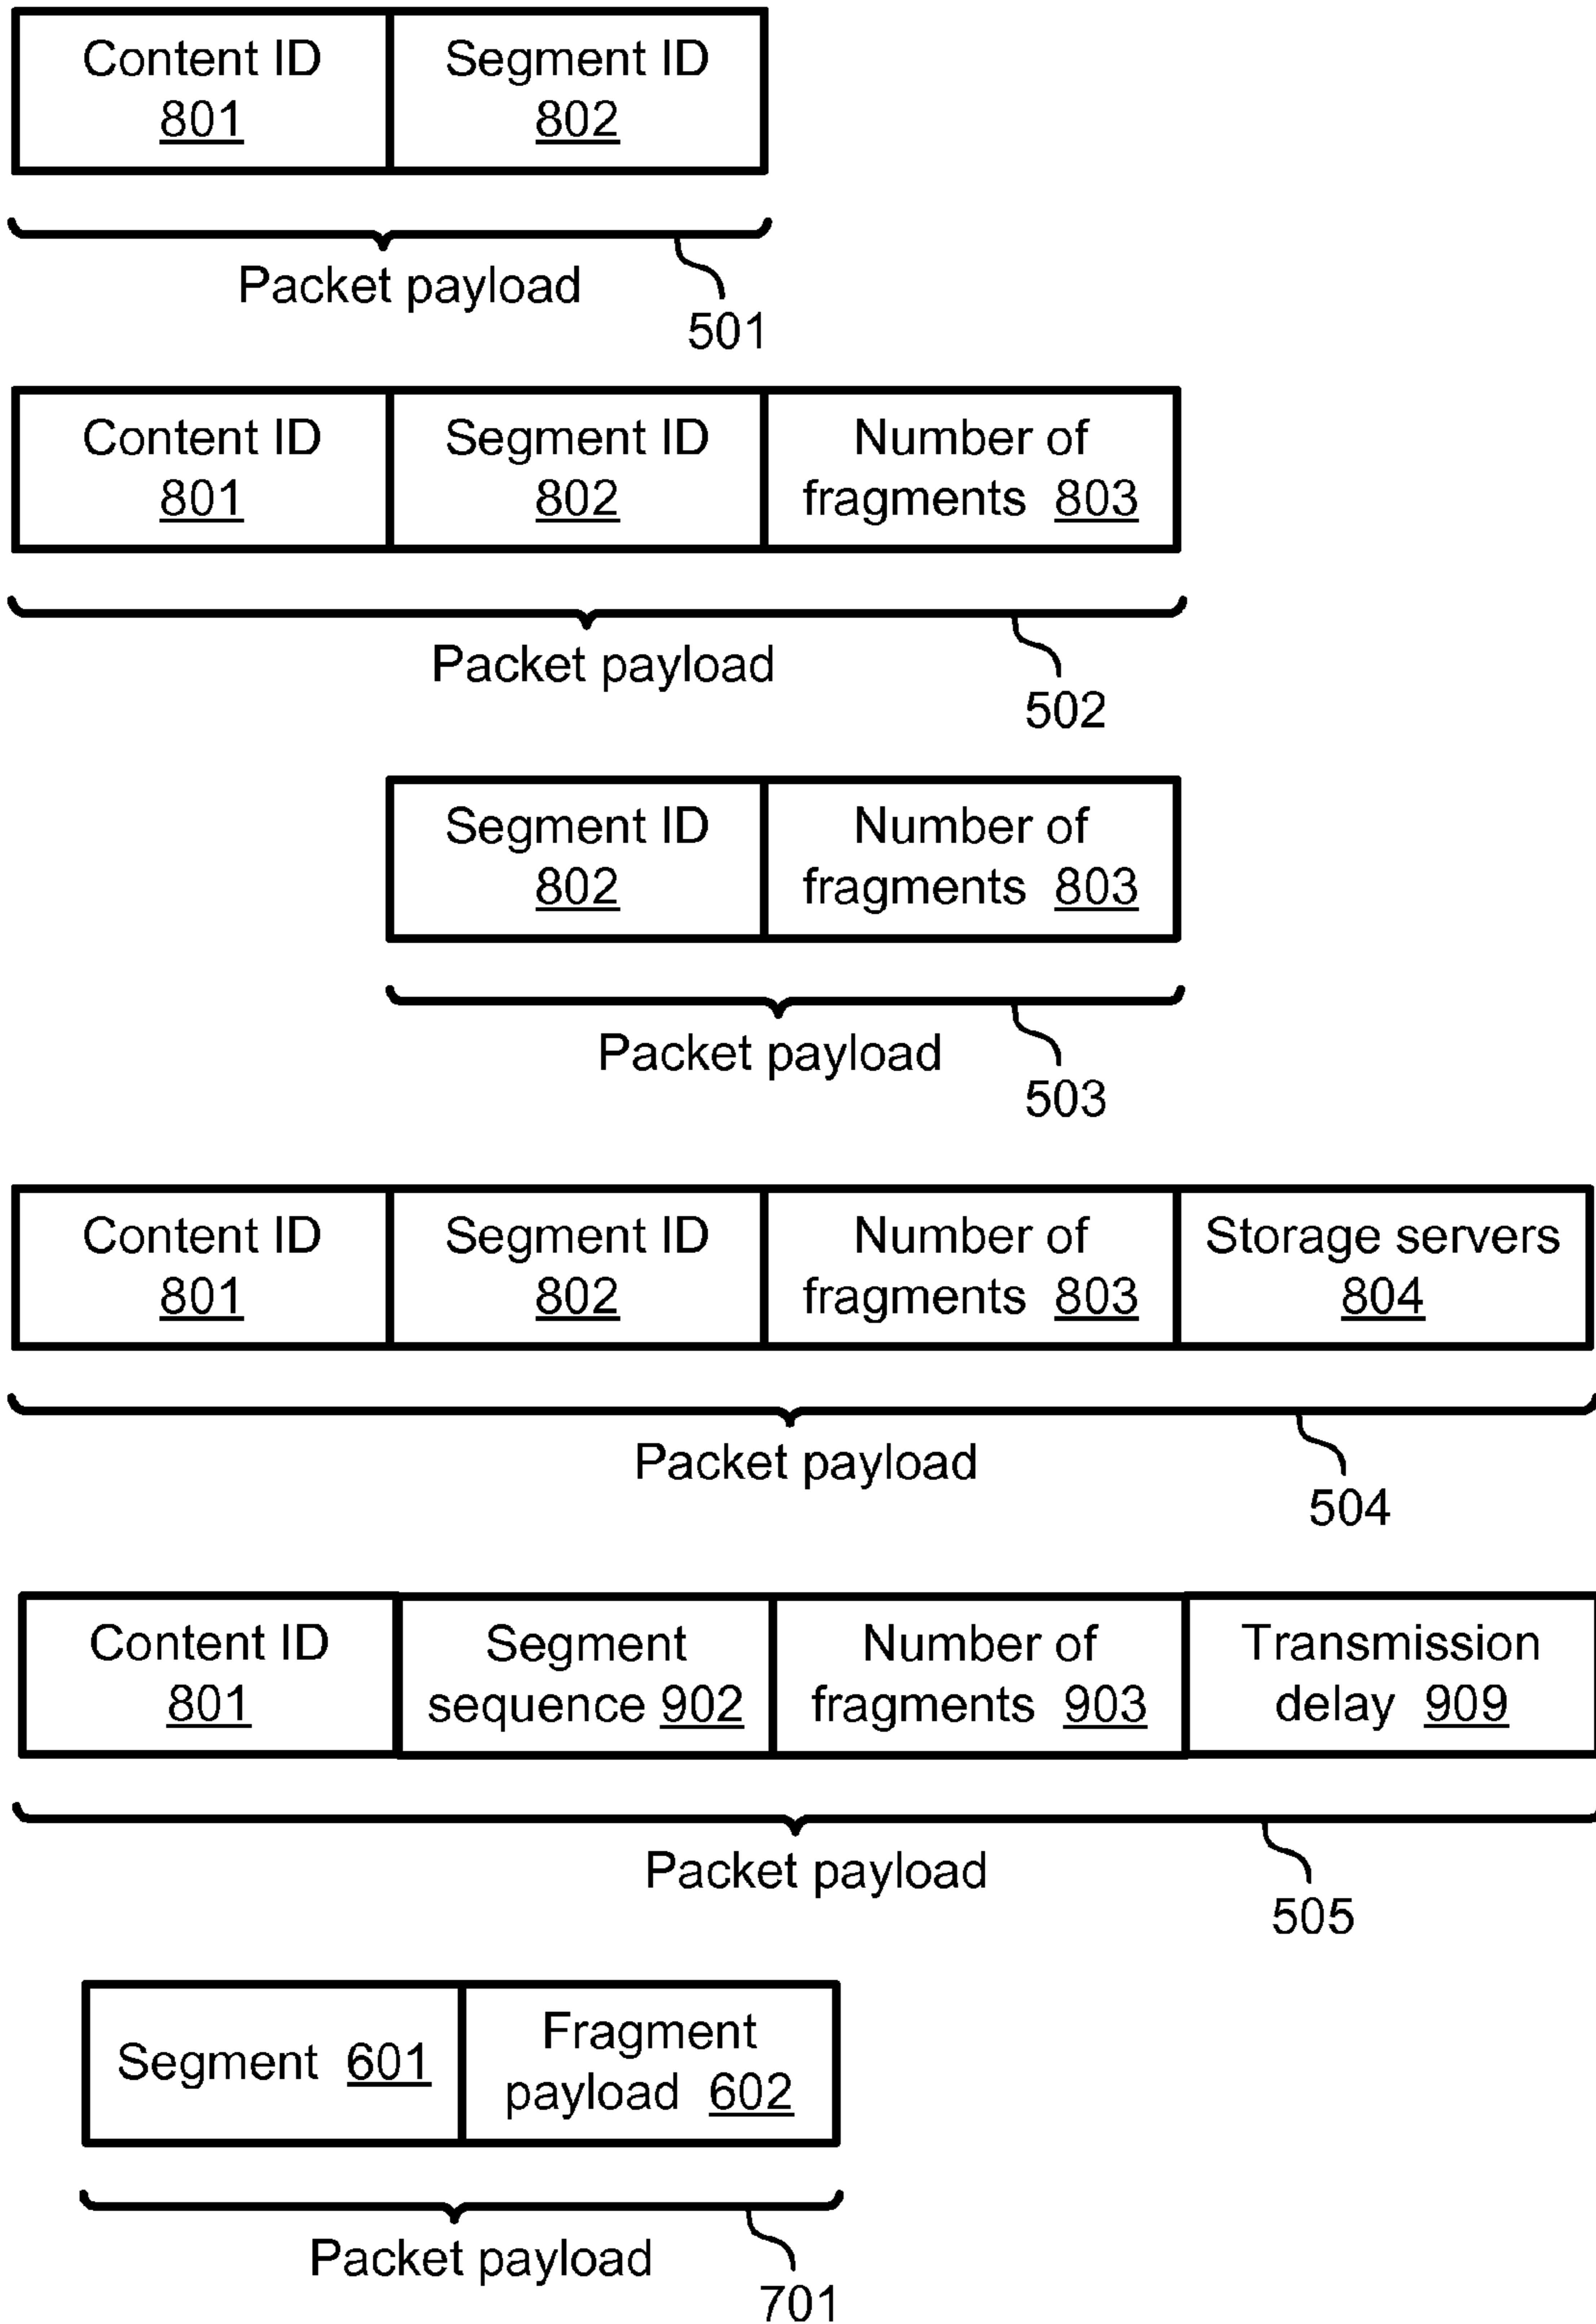 Content ID Segment ID
801 802
Packet payload
501
Content ID Segment ID Number of
801 802 fragments 803
Packet payload
502
Segment ID Number of
802 fragments 803
Packet payload
503
Content ID Segment ID Number of Storage servers
801 802 fragments 803 804
Packet payload
504
Content ID Segment Number of Transmission
801 sequence 902 fragments 903 delay 909
Packet payload
505
Segment 601 Fragment
payload 602
Packet payload
701